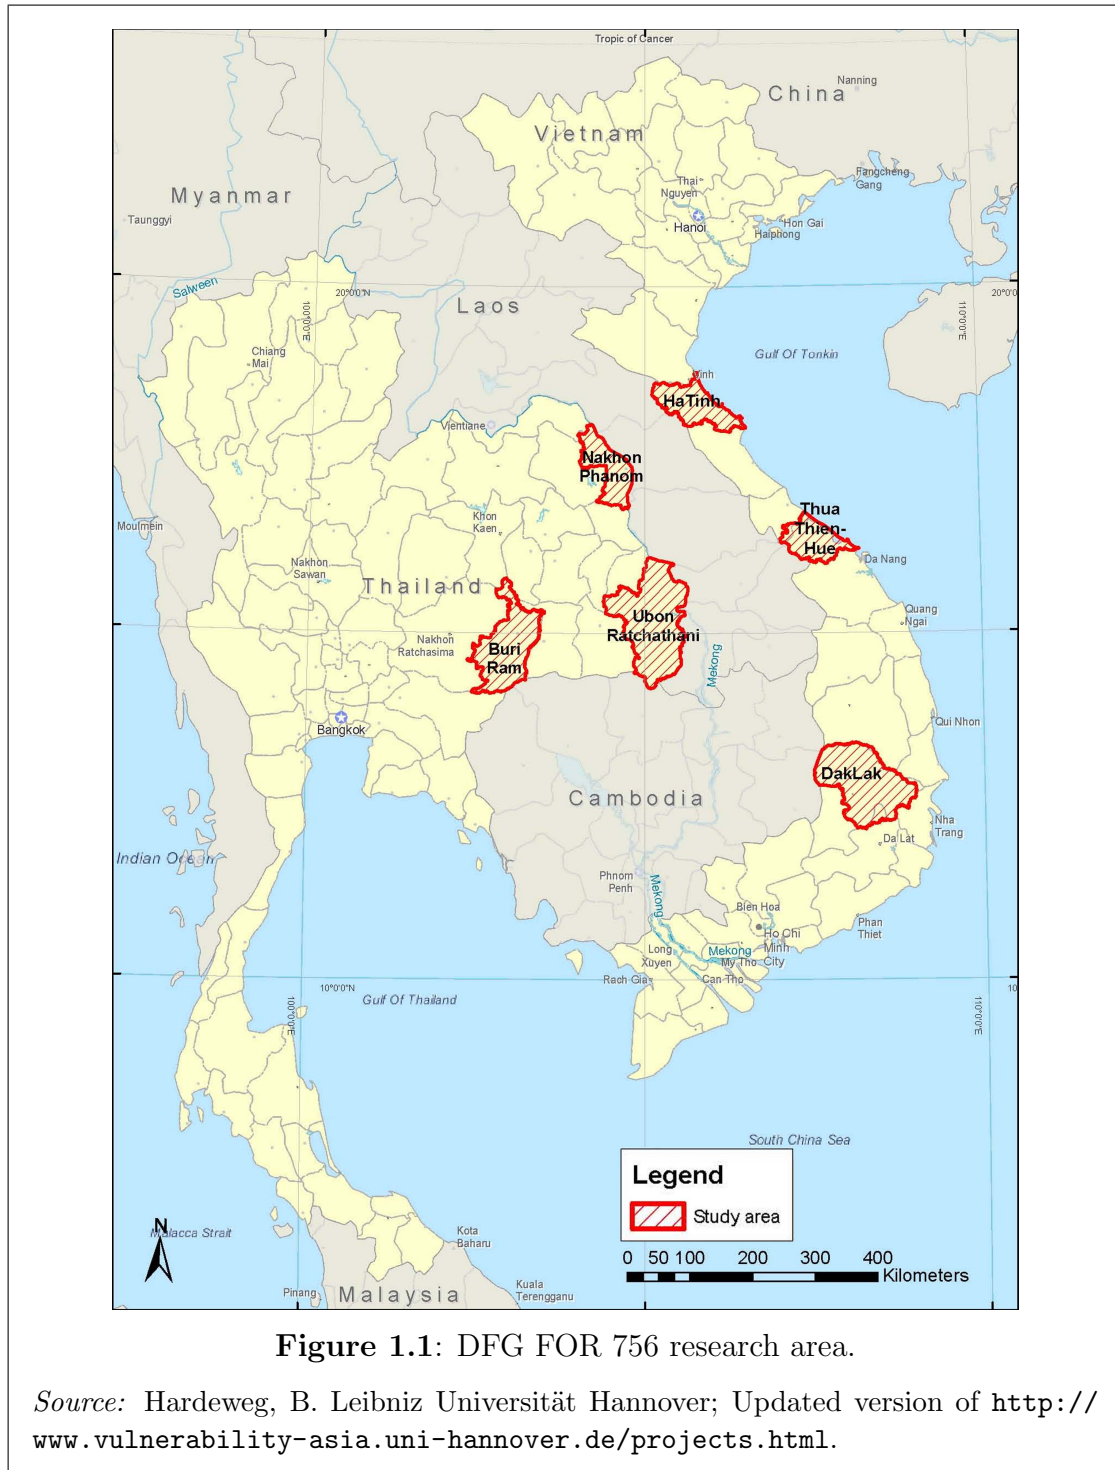 Tropic of Cancer
Nanning
China
Vietnam
Fangcheng
Gang
Thai
Nguyen
Myanmar
Taunggyi
Hanoi
Hon Gai
Haiphong
Salween
20°0'0"N
100°0'0"E
Laos
110°0'0"E
20°0'0
Gulf Of Tonkin
Chiang
Mai
Vinh
HaTinh
Vientiane
Nakhon
Phanom
Khon
Kaen
Thua
Thien-
Hue
Moulmein
Da Nang
Nakhon
Sawan
Thailand
Quang
Ngai
Ubon
Ratchathani
Nakhon
Ratchasima
Buri
Ram
Mekong
Bangkok
Qui Nhon
DakLak
Cambodia
Nha
Trang
Da Lat
Indian Ocean
Phnom
Penh
Mekong
Bien Hoa
Phan
Thiet
Ho Chi
Minh
City
Long
Xuyen
Mekong
My Tho
Rach Gia
Can Tho
10°0'0"N
10
Gulf Of Thailand
100°0'0"E
110°0'0"E
South China Sea
Legend
Study area
N
Malacca Strait
Kota
Baharu
0 50 100 200 300 400
Kilometers
Pinang
Malaysia
Kuala
Terengganu
Figure 1.1: DFG FOR 756 research area.
Source: Hardeweg, B. Leibniz Universität Hannover; Updated version of http://
www.vulnerability-asia.uni-hannover.de/projects.html.